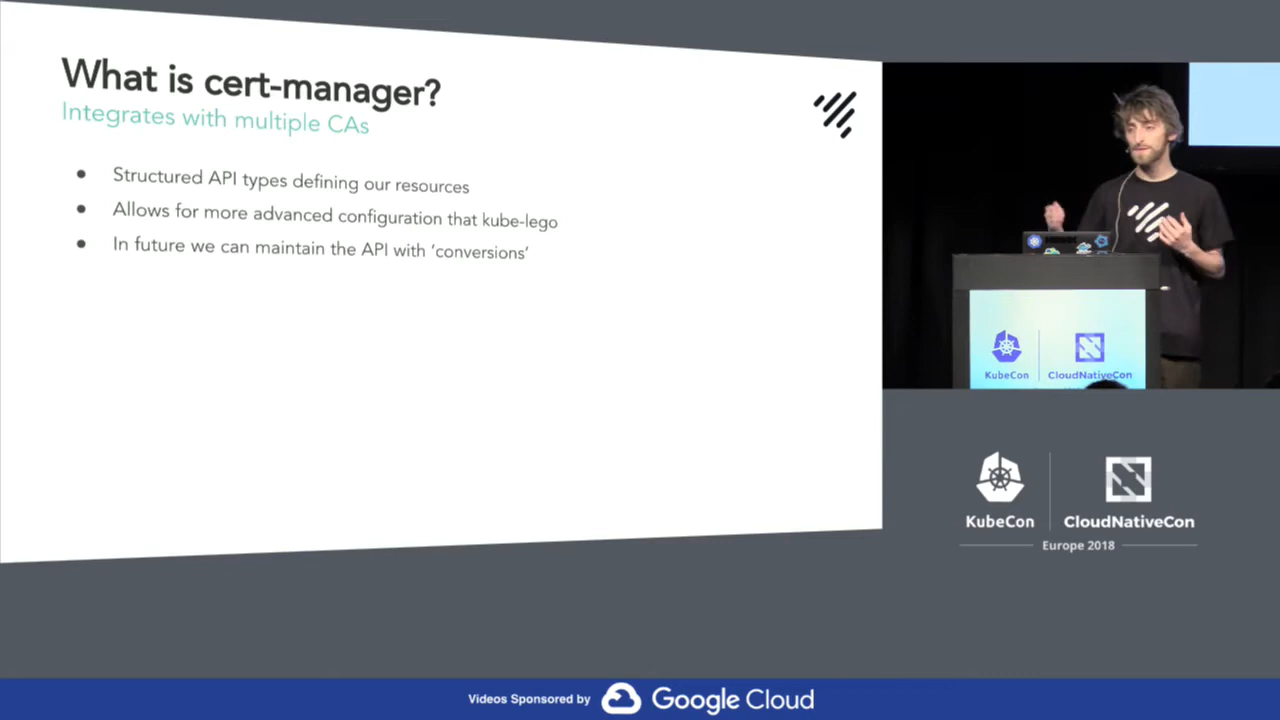 What is cert-manager?
Integrates with multiple CAs
Structured API types defining our resources
Allows for more advanced configuration that kube-lego
In future we can maintain the API with ‘conversions’
KubeCon
CloudNativeCon
KubeCon
CloudNativeCon
Europe 2018
Videos Sponsored by Google Cloud